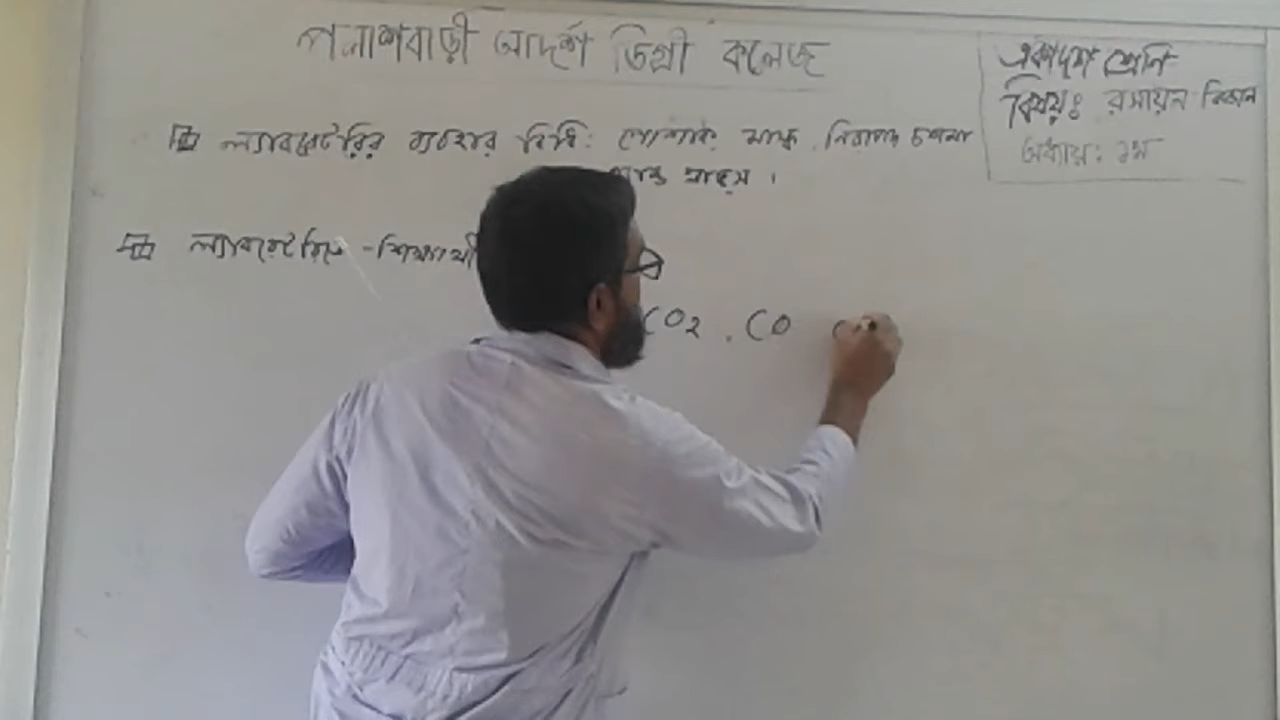 পলাশবাড়ী আদর্শ ডিগ্রী কলেজ
একাদশ শ্রেনি
বিষয়ঃ রসায়ন বিজ্ঞান
অধ্যায়ঃ ১ম
ল্যাবরেটরির ব্যবহার বিধি: পোশাক, মাস্ক, নিরাপদ চশমা
হ্যান্ড গ্লাভস ।
ল্যাবরেটরিতে -শিক্ষার্থী
CO2 , CO